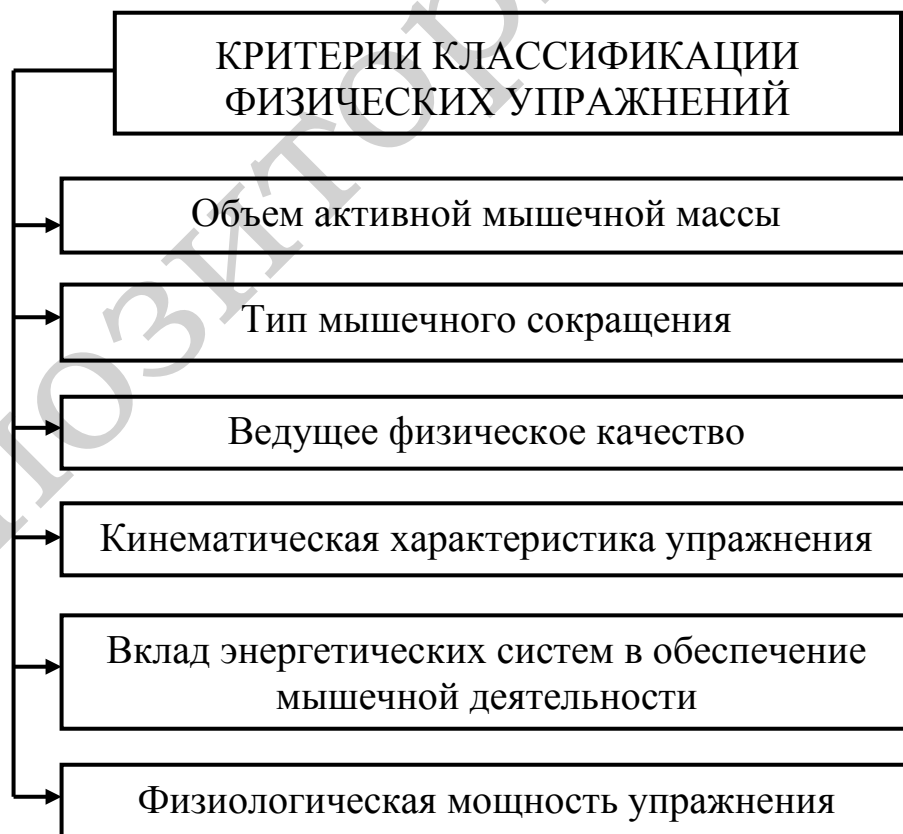 КРИТЕРИИ КЛАССИФИКАЦИИ
ФИЗИЧЕСКИХ УПРАЖНЕНИЙ
Объем активной мышечной массы
Тип мышечного сокращения
Ведущее физическое качество
Кинематическая характеристика упражнения
Вклад энергетических систем в обеспечение
мышечной деятельности
Физиологическая мощность упражнения